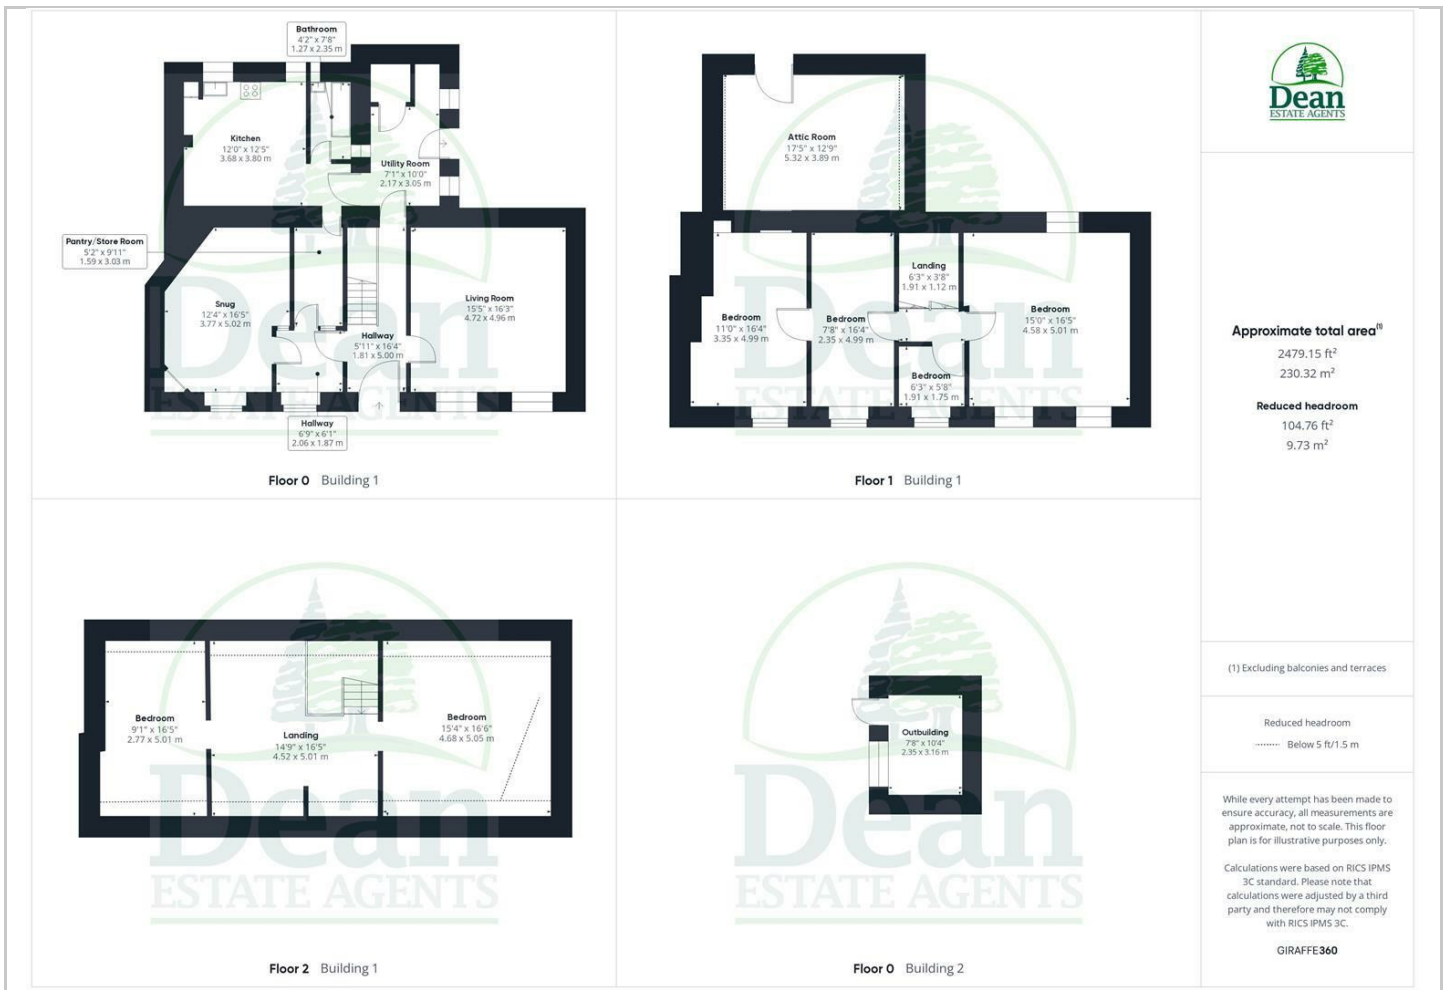 Bathroom
4'2" x 7'8"
1.27 x 2.35 m
Kitchen
12'0" x 12'5"
3.68 x 3.80 m
Utility Room
7'1" x 10'0"
2.17 x 3.05 m
Pantry/Store Room
5'2" x 9'11"
1.59 x 3.03 m
Snug
12'4" x 16'5"
3.77 x 5.02 m
Hallway
5'11" x 16'4"
1.81 x 5.00 m
Living Room
15'5" x 16'3"
4.72 x 4.96 m
Hallway
6'9" x 6'1"
2.06 x 1.87 m
Dean
ESTATE AGENTS
Floor 0 Building 1
Attic Room
17'5" x 12'9"
5.32 x 3.89 m
Landing
6'3" x 3'8"
1.91 x 1.12 m
Bedroom
11'0" x 16'4"
3.35 x 4.99 m
Bedroom
7'8" x 16'4"
2.35 x 4.99 m
Bedroom
15'0" x 16'5"
4.58 x 5.01 m
Bedroom
6'3" x 5'8"
1.91 x 1.75 m
Dean
ESTATE AGENTS
Floor 1 Building 1
Bedroom
9'1" x 16'5"
2.77 x 5.01 m
Landing
14'9" x 16'5"
4.52 x 5.01 m
Bedroom
15'4" x 16'6"
4.68 x 5.05 m
Dean
ESTATE AGENTS
Floor 2 Building 1
Outbuilding
7'8" x 10'4"
2.35 x 3.16 m
Dean
ESTATE AGENTS
Floor 0 Building 2
Dean
ESTATE AGENTS
Approximate total area(1)
2479.15 ft²
230.32 m²
Reduced headroom
104.76 ft²
9.73 m²
(1) Excluding balconies and terraces
Reduced headroom
Below 5 ft/1.5 m
While every attempt has been made to
ensure accuracy, all measurements are
approximate, not to scale. This floor
plan is for illustrative purposes only.
Calculations were based on RICS IPMS
3C standard. Please note that
calculations were adjusted by a third
party and therefore may not comply
with RICS IPMS 3C.
GIRAFFE360